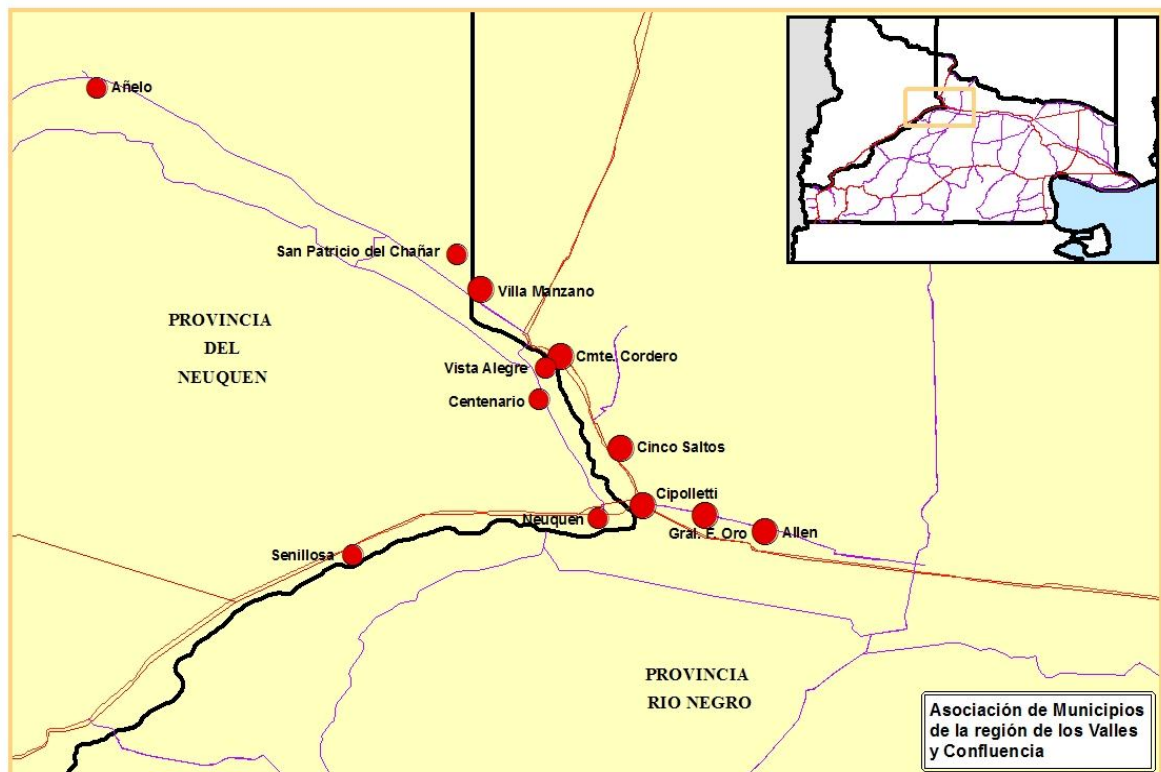 Añelo
San Patricio del Chañar
Villa Manzano
PROVINCIA
DEL
NEUQUEN
Cmte. Cordero
Vista Alegre
Centenario
Cinco Saltos
Cipolletti
Neuquen
Gral. F. Oro
Allen
Senillosa
PROVINCIA
RIO NEGRO
Asociación de Municipios
de la región de los Valles
y Confluencia